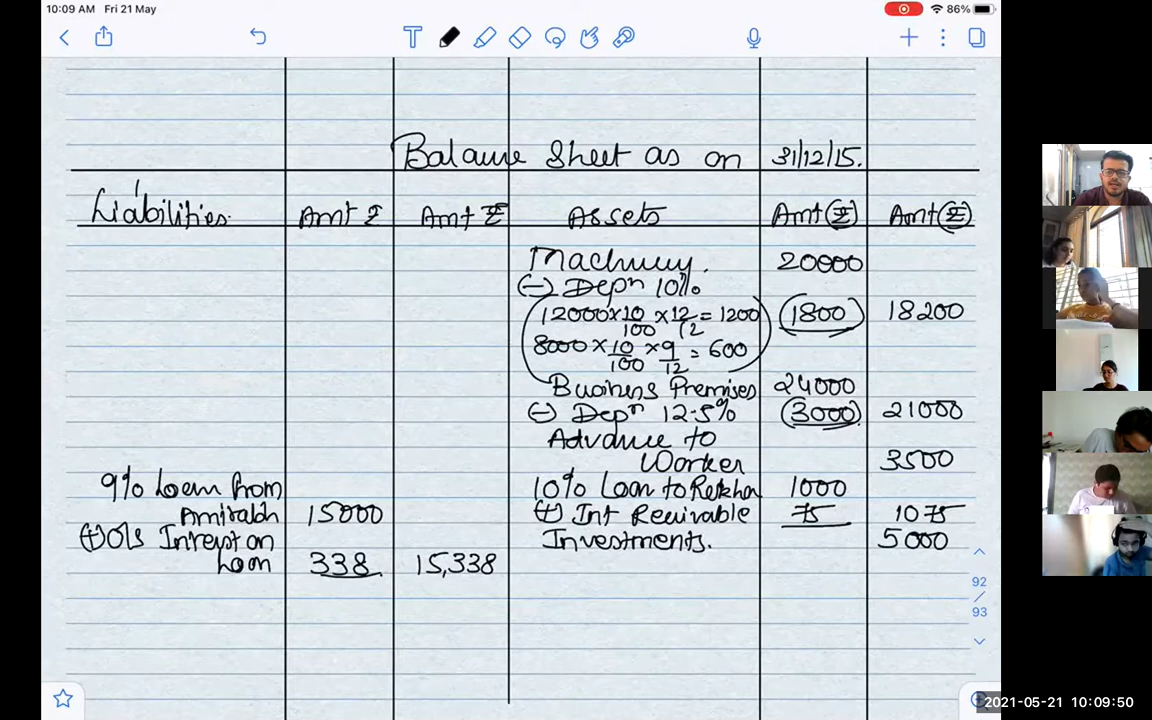 10:09 AM Fri 21 May
86%
T
Balance Sheet as on 31/12/15.
Liabilities. Amt ₹ Amt ₹ Assets Amt (₹) Amt (₹)
Machinery. 20000
(-) Depn 10%
(12000 × 10/100 × 12/12 = 1200 (1800) 18200
8000 × 10/100 × 9/12 = 600)
Business Premises 24000
(-) Depn 12.5% (3000) 21000
Advance to
Worker 3500
9% Loan from 10% Loan to Rekha 1000
Amitabh 15000 (+) Int Receivable 75 1075
(+) O/s Interest on Investments. 5000
Loan 338 15,338
92
/
93
2021-05-21 10:09:50